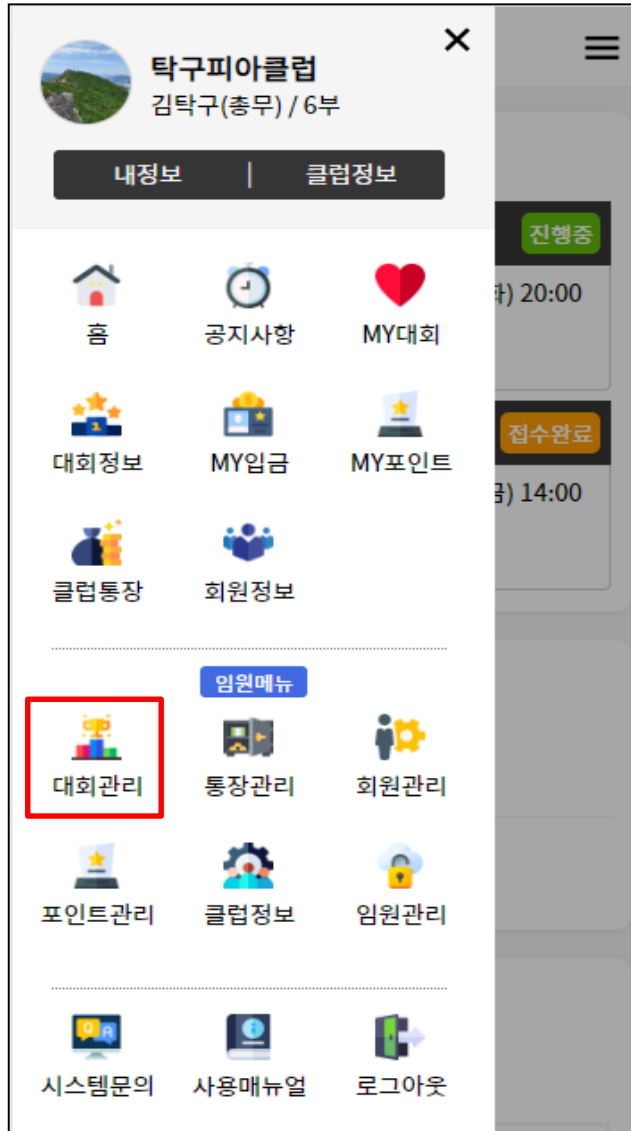 탁구피아클럽
김탁구(총무) / 6부
내정보 | 클럽정보
진행중
) 20:00
홈 공지사항 MY대회
접수완료
대회정보 MY입금 MY포인트
) 14:00
클럽통장 회원정보
임원메뉴
대회관리 통장관리 회원관리
포인트관리 클럽정보 임원관리
시스템문의 사용매뉴얼 로그아웃